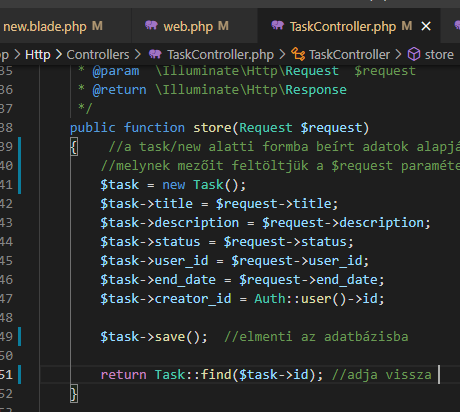 new.blade.php M web.php M TaskController.php M ×
Http > Controllers > TaskController.php > TaskController > store
* @param \Illuminate\Http\Request $request
36 * @return \Illuminate\Http\Response
37 */
38 public function store(Request $request)
39 { //a task/new alatti formba beírt adatok
40 //melynek mezőit feltöltjük a $request
41 $task = new Task();
42 $task->title = $request->title;
43 $task->description = $request->description;
44 $task->status = $request->status;
45 $task->user_id = $request->user_id;
46 $task->end_date = $request->end_date;
47 $task->creator_id = Auth::user()->id;
48
49 $task->save(); //elmenti az adatbázisba
50
51 return Task::find($task->id); //adja vissza
52 }